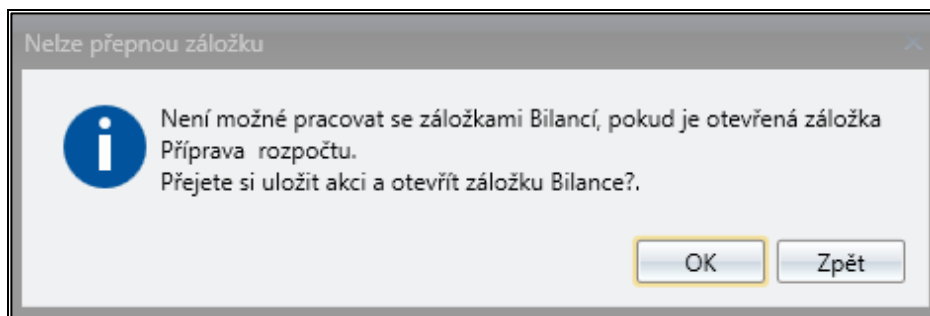 Nelze přepnou záložku
Není možné pracovat se záložkami Bilancí, pokud je otevřená záložka
Příprava  rozpočtu.
Přejete si uložit akci a otevřít záložku Bilance?.
OK
Zpět